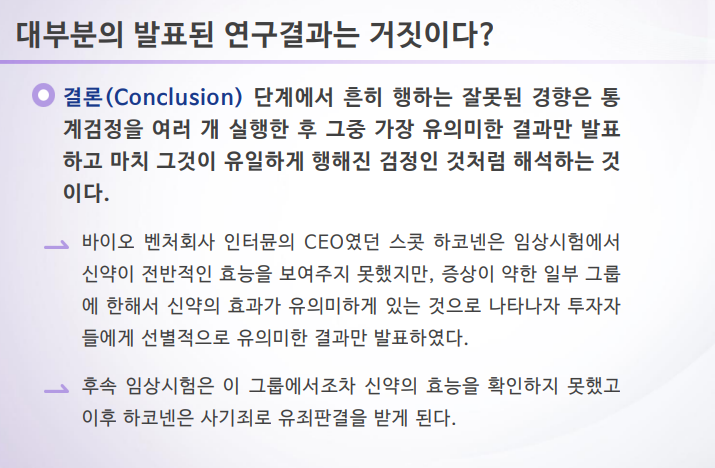 대부분의 발표된 연구결과는 거짓이다?
결론(Conclusion) 단계에서 흔히 행하는 잘못된 경향은 통
계검정을 여러 개 실행한 후 그중 가장 유의미한 결과만 발표
하고 마치 그것이 유일하게 행해진 검정인 것처럼 해석하는 것
이다.
바이오 벤처회사 인터뮨의 CEO였던 스콧 하코넨은 임상시험에서
신약이 전반적인 효능을 보여주지 못했지만, 증상이 약한 일부 그룹
에 한해서 신약의 효과가 유의미하게 있는 것으로 나타나자 투자자
들에게 선별적으로 유의미한 결과만 발표하였다.
후속 임상시험은 이 그룹에서조차 신약의 효능을 확인하지 못했고
이후 하코넨은 사기죄로 유죄판결을 받게 된다.